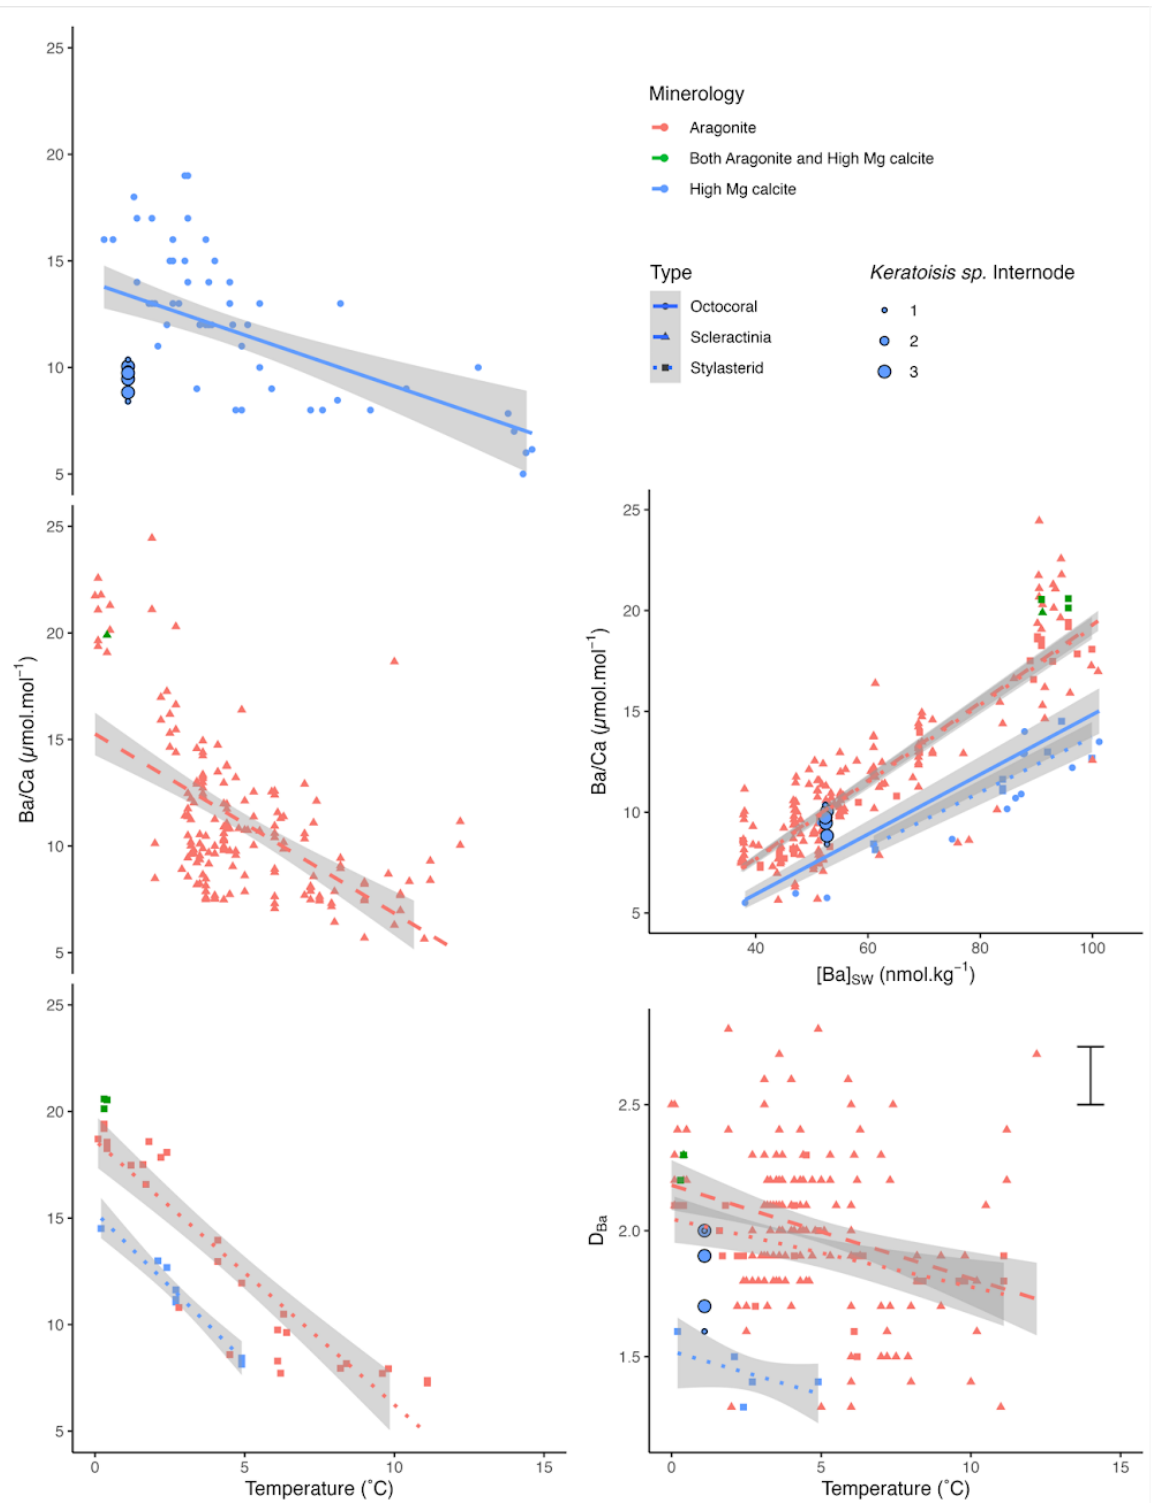 25
20
15
10
5
Minerology
Aragonite
Both Aragonite and High Mg calcite
High Mg calcite
Type
Octocoral
Scleractinia
Stylasterid
Keratoisis sp. Internode
1
2
3
Ba/Ca (µmol.mol⁻¹)
25
20
15
10
5
25
20
15
10
5
0 5 10 15
Temperature (˚C)
Ba/Ca (µmol.mol⁻¹)
25
20
15
10
5
40 60 80 100
[Ba]SW (nmol.kg⁻¹)
DBa
2.5
2.0
1.5
0 5 10 15
Temperature (˚C)